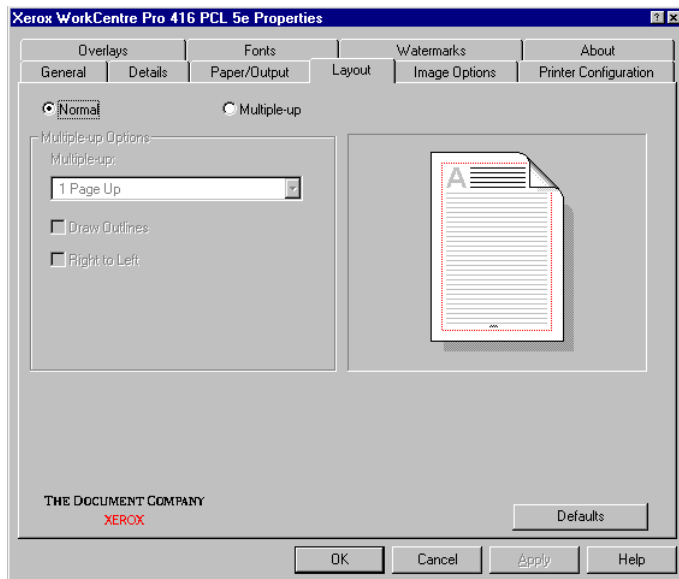 Xerox WorkCentre Pro 416 PCL 5e Properties
Overlays Fonts Watermarks About
General Details Paper/Output Layout Image Options Printer Configuration
Normal Multiple-up
Multiple-up Options
Multiple-up:
1 Page Up
Draw Outlines
Right to Left
A
THE DOCUMENT COMPANY
XEROX
Defaults
OK Cancel Apply Help